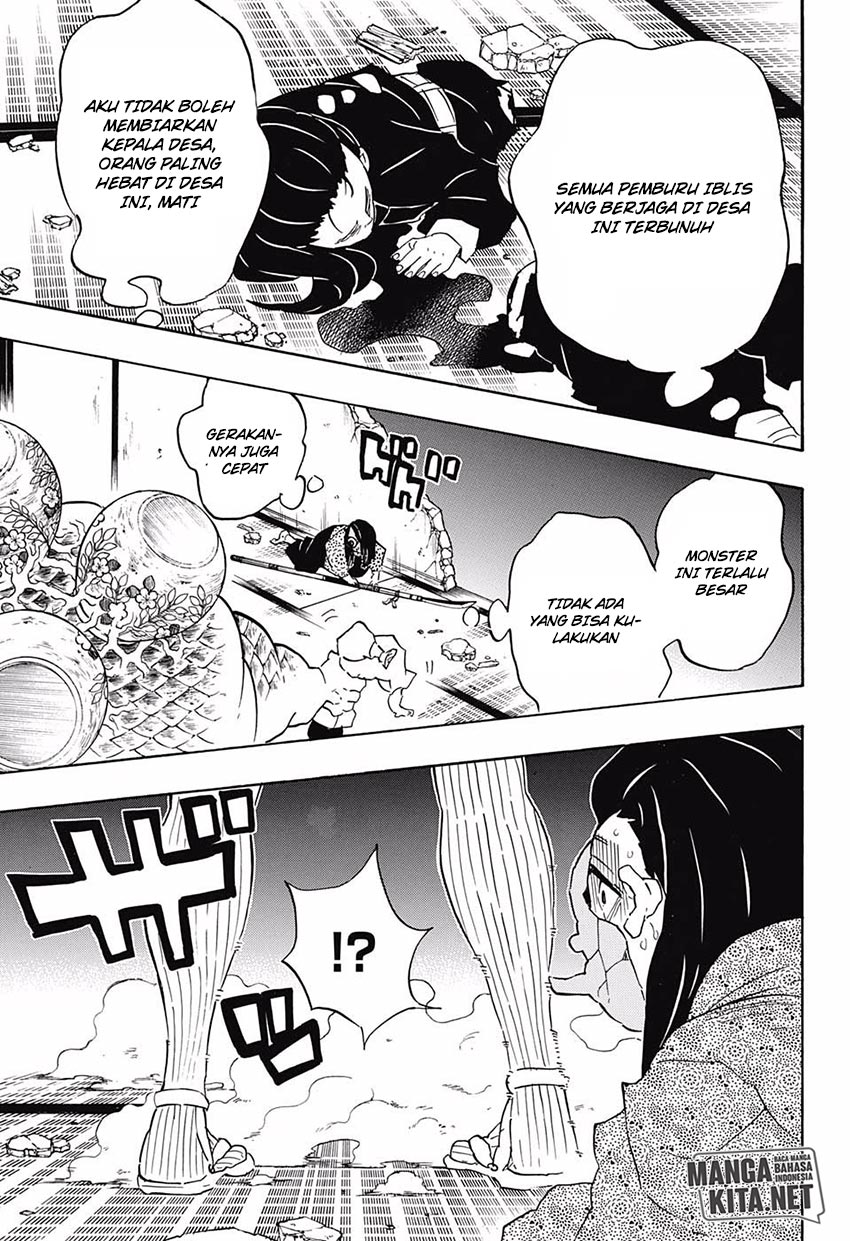 SEMUA PEMBURU IBLIS
YANG BERJAGA DI DESA
INI TERBUNUH
AKU TIDAK BOLEH
MEMBIARKAN
KEPALA DESA,
ORANG PALING
HEBAT DI DESA
INI, MATI
MONSTER
INI TERLALU
BESAR
TIDAK ADA
YANG BISA KU-
LAKUKAN
GERAKAN-
NYA JUGA
CEPAT
!?
ザッ
MANGA
KITA.NET
BACA MANGA
BAHASA
INDONESIA